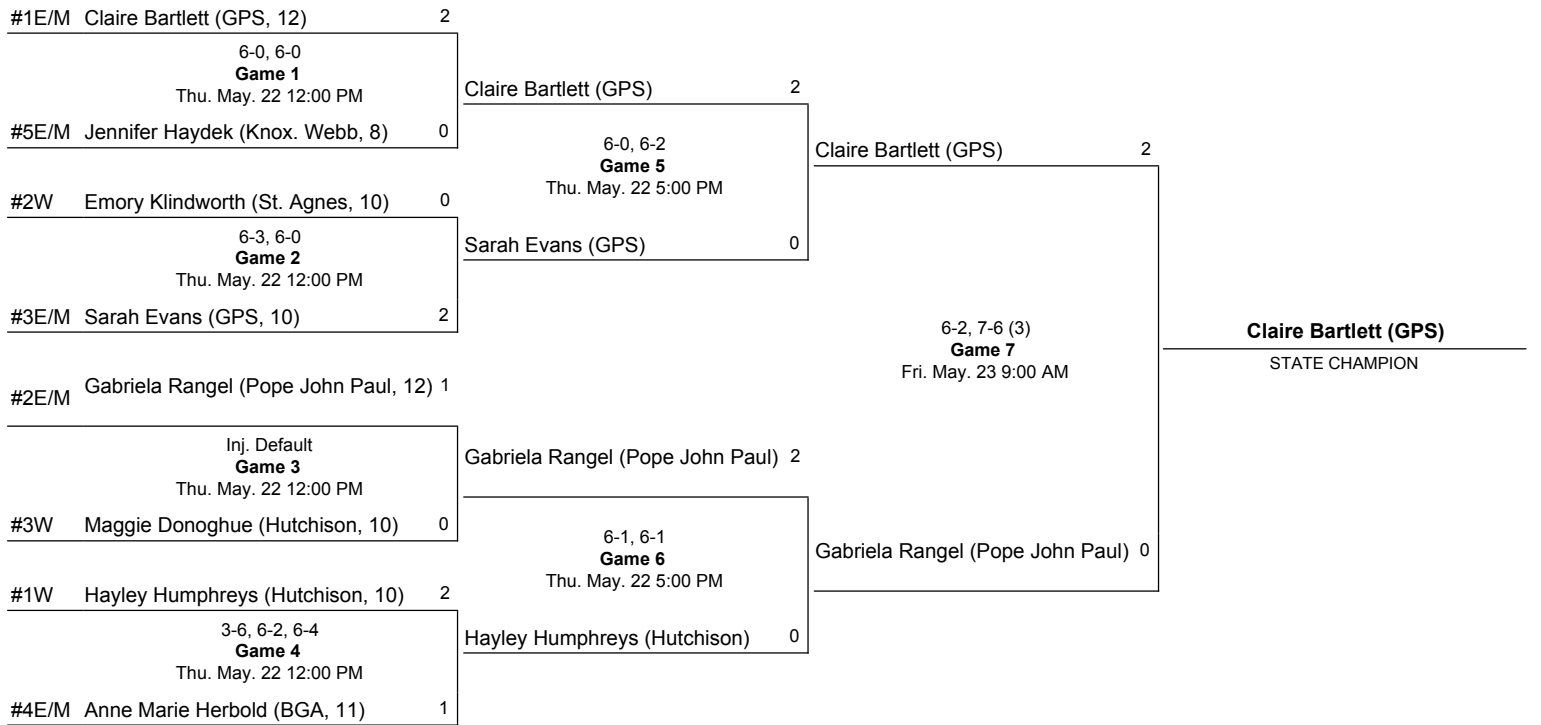 #1E/M Claire Bartlett (GPS, 12) 2
6-0, 6-0
Game 1
Thu. May. 22 12:00 PM
#5E/M Jennifer Haydek (Knox. Webb, 8) 0
#2W Emory Klindworth (St. Agnes, 10) 0
6-3, 6-0
Game 2
Thu. May. 22 12:00 PM
#3E/M Sarah Evans (GPS, 10) 2
#2E/M Gabriela Rangel (Pope John Paul, 12) 1
Inj. Default
Game 3
Thu. May. 22 12:00 PM
#3W Maggie Donoghue (Hutchison, 10) 0
#1W Hayley Humphreys (Hutchison, 10) 2
3-6, 6-2, 6-4
Game 4
Thu. May. 22 12:00 PM
#4E/M Anne Marie Herbold (BGA, 11) 1
Claire Bartlett (GPS) 2
6-0, 6-2
Game 5
Thu. May. 22 5:00 PM
Sarah Evans (GPS) 0
Gabriela Rangel (Pope John Paul) 2
6-1, 6-1
Game 6
Thu. May. 22 5:00 PM
Hayley Humphreys (Hutchison) 0
Claire Bartlett (GPS) 2
6-2, 7-6 (3)
Game 7
Fri. May. 23 9:00 AM
Gabriela Rangel (Pope John Paul) 0
Claire Bartlett (GPS)
STATE CHAMPION